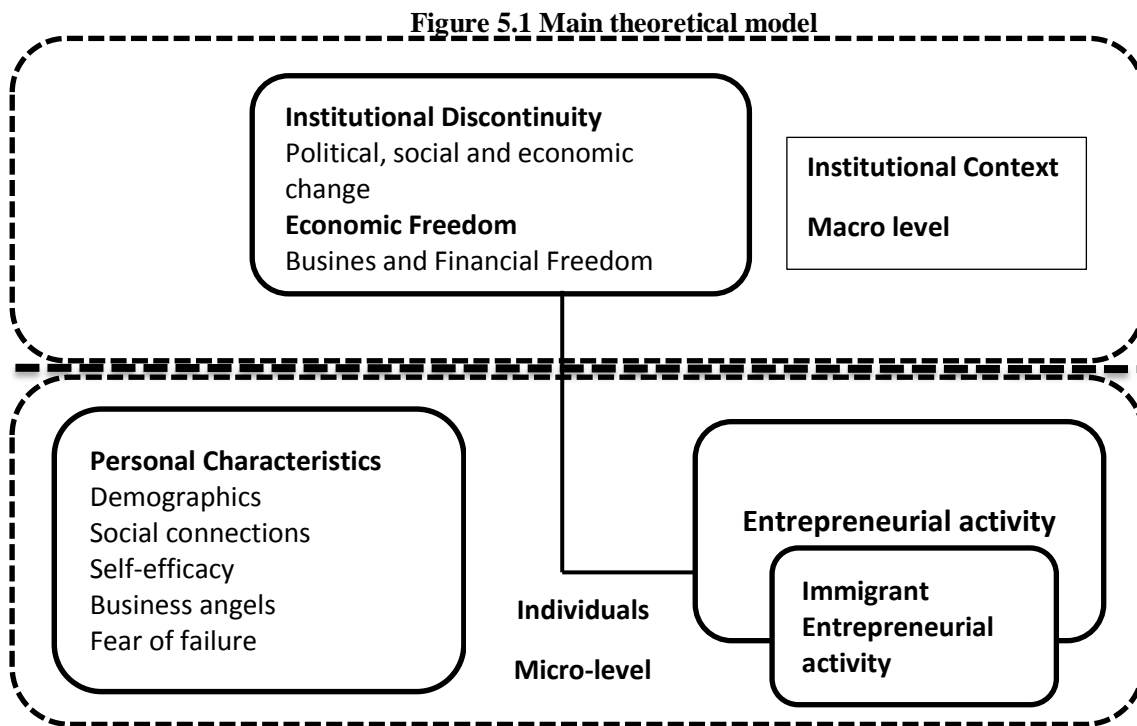 Figure 5.1 Main theoretical model
Institutional Discontinuity
Political, social and economic
change
Economic Freedom
Busines and Financial Freedom
Institutional Context
Macro level
Personal Characteristics
Demographics
Social connections
Self-efficacy
Business angels
Fear of failure
Individuals
Micro-level
Entrepreneurial activity
Immigrant
Entrepreneurial
activity